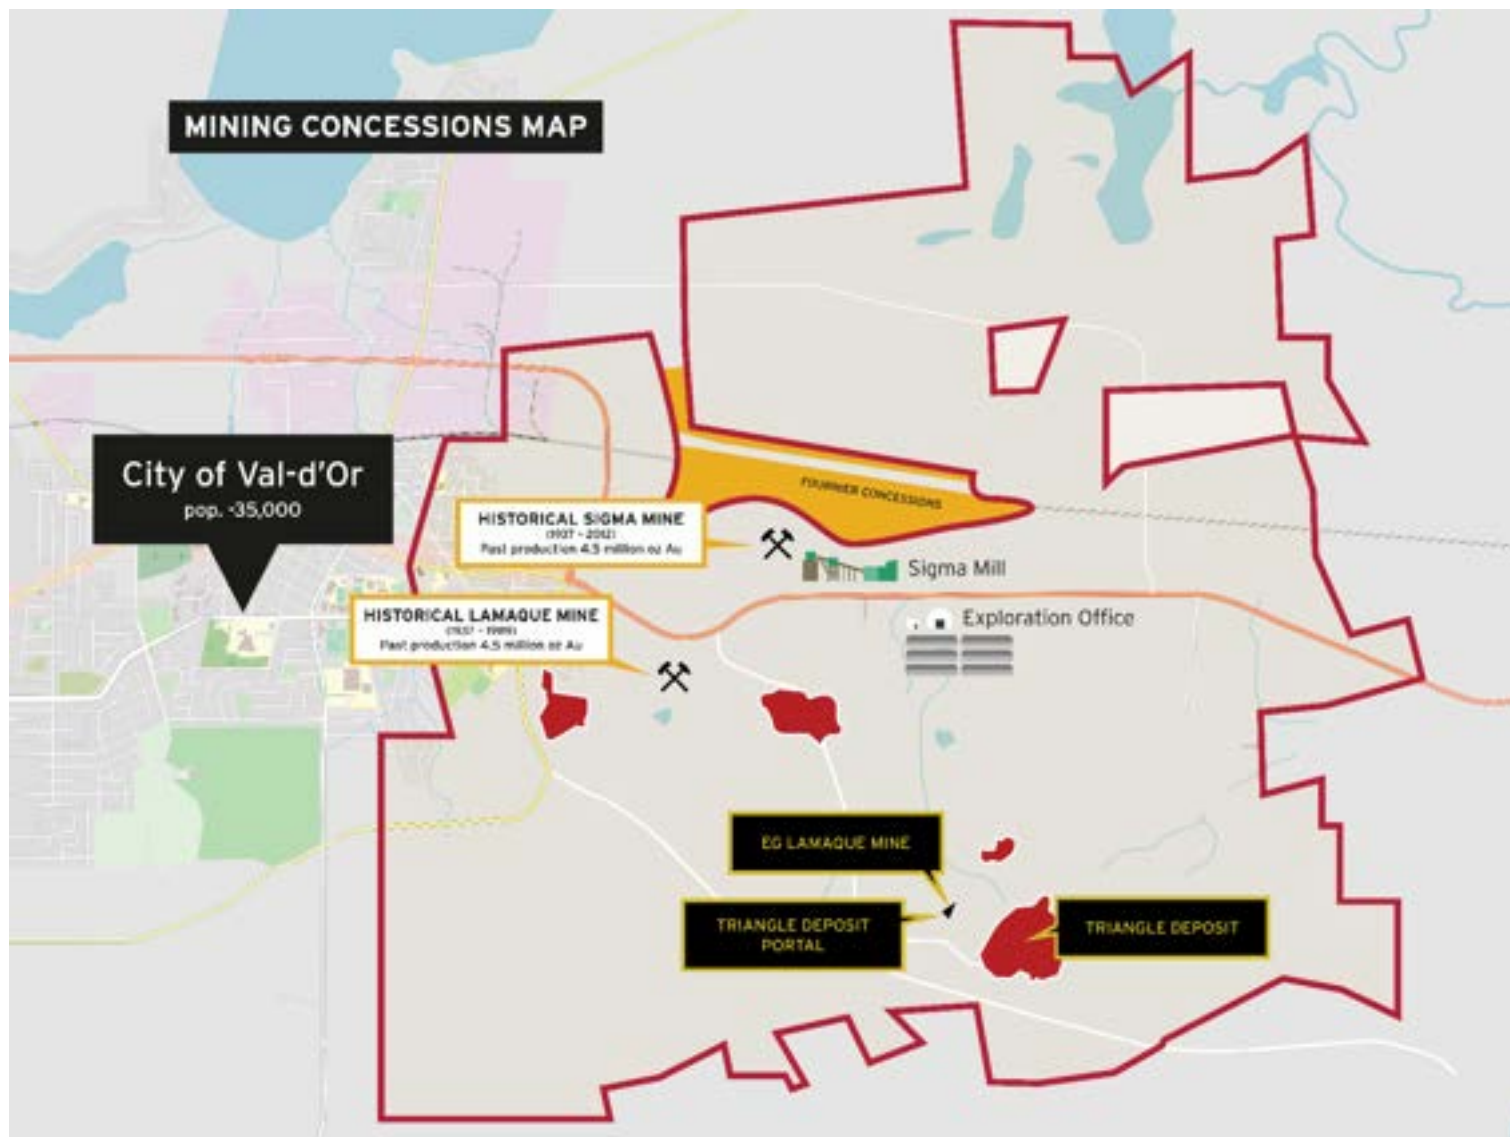 MINING CONCESSIONS MAP
City of Val-d'Or
pop. ~35,000
FOURNIER CONCESSIONS
HISTORICAL SIGMA MINE
(1937 - 2012)
Past production 4.5 million oz Au
Sigma Mill
HISTORICAL LAMAQUE MINE
Past production 4.5 million oz Au
Exploration Office
EG LAMAQUE MINE
TRIANGLE DEPOSIT
PORTAL
TRIANGLE DEPOSIT